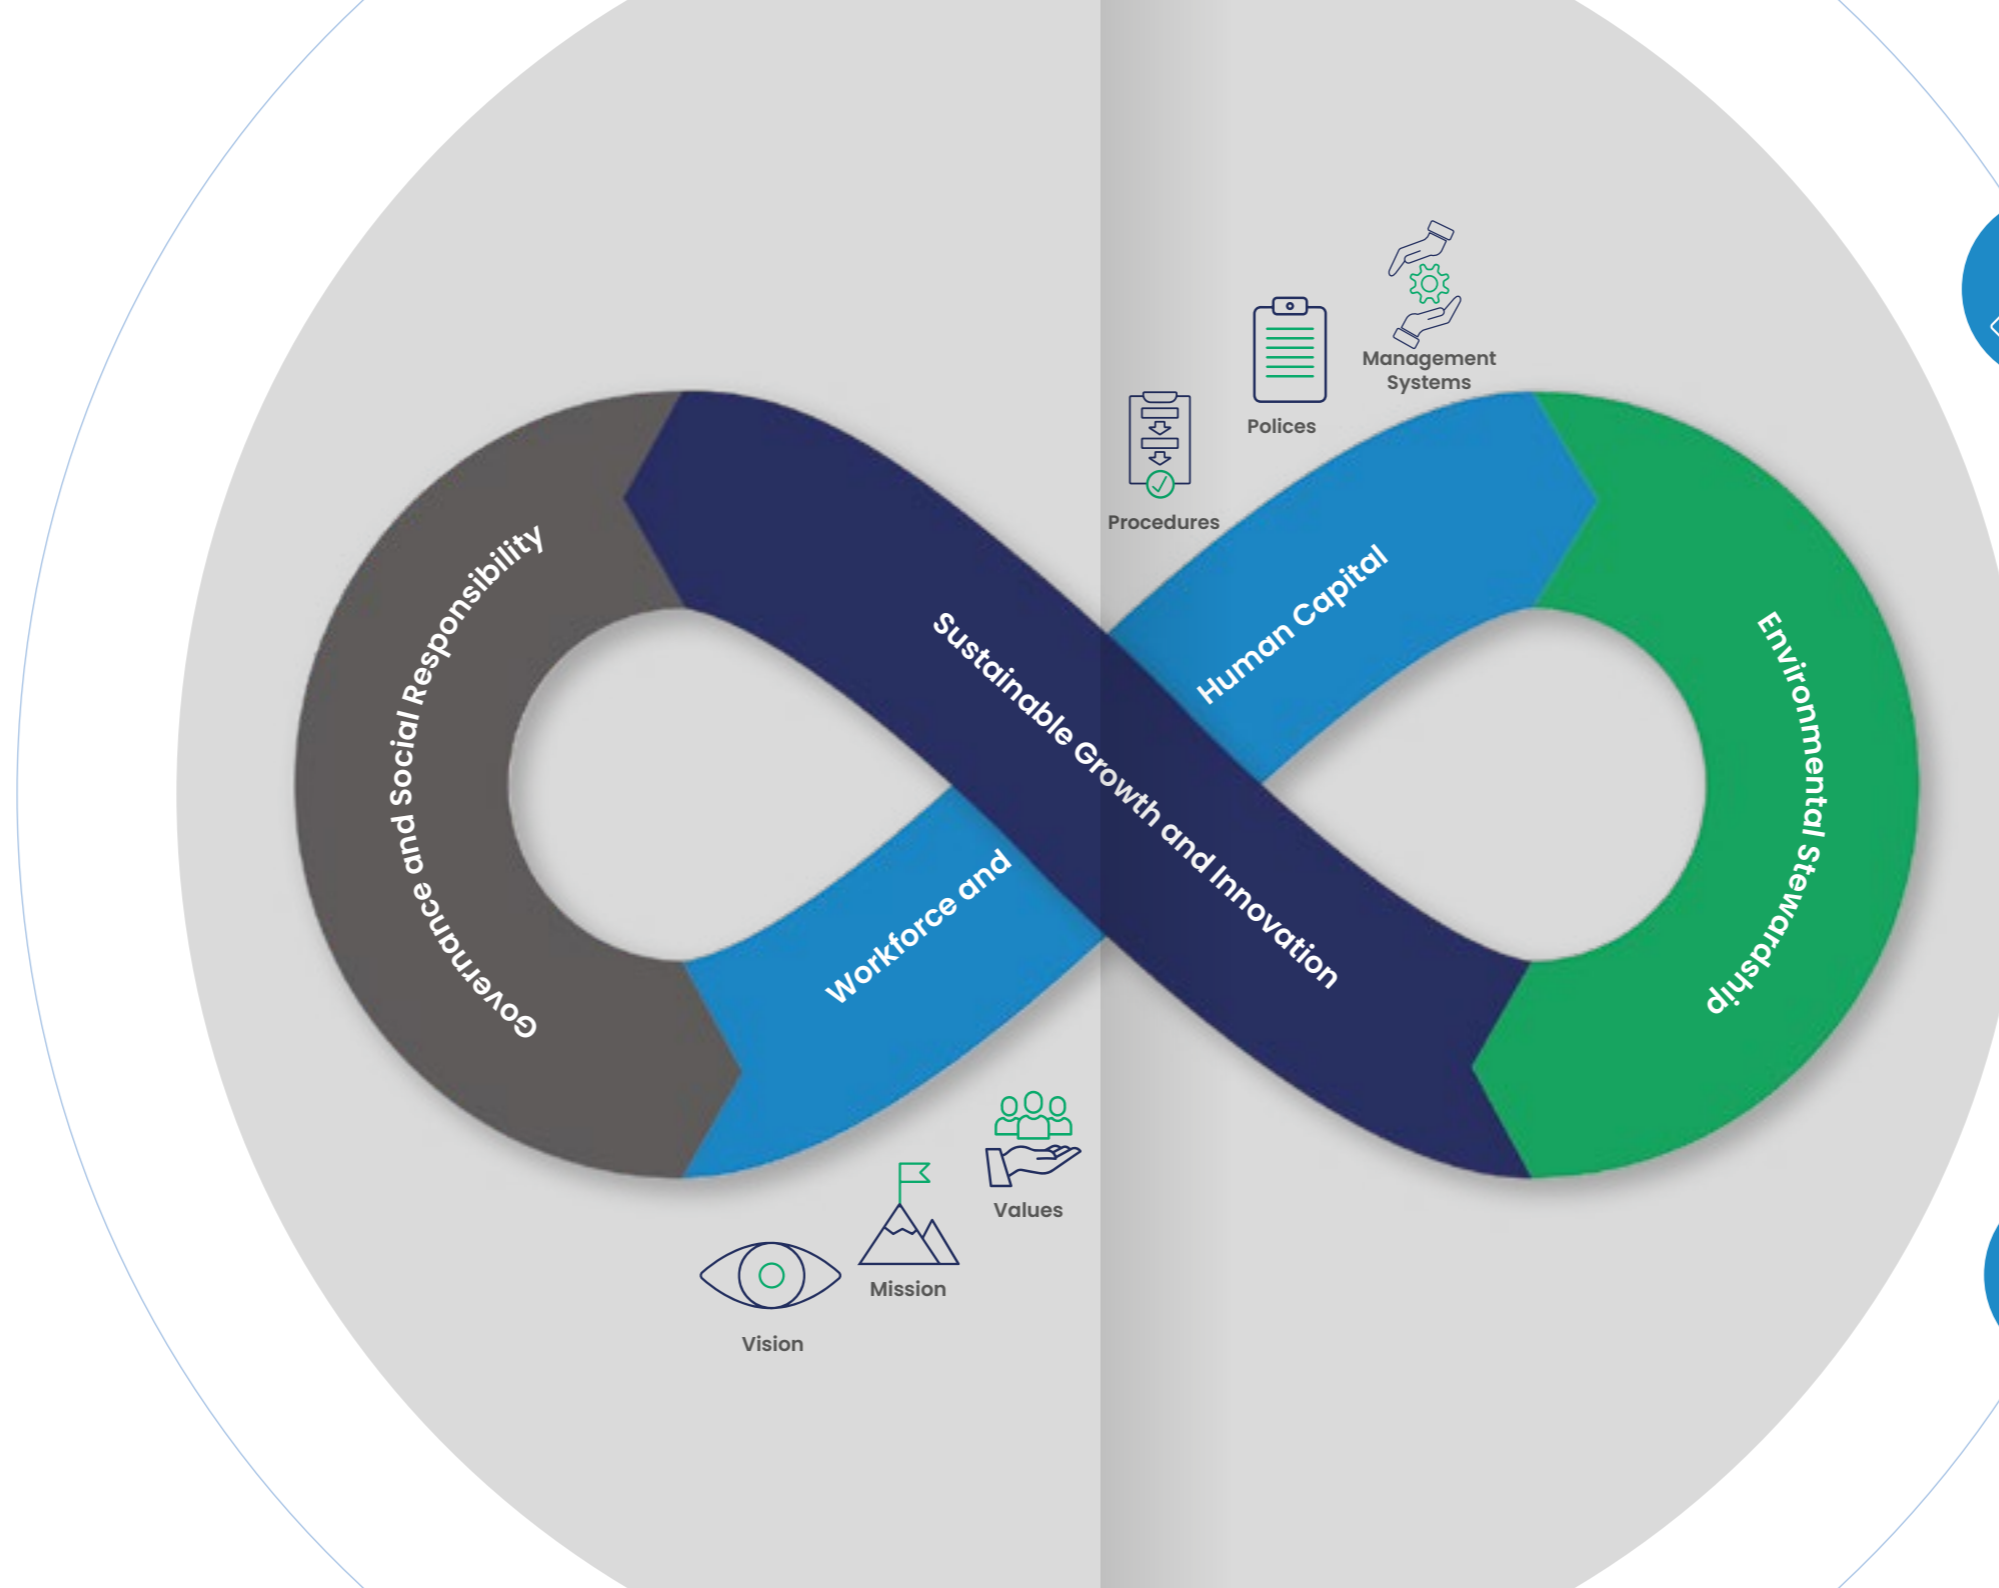 Management
Systems
Polices
Procedures
Governance and Social Responsibility
Sustainable Growth and Innovation
Workforce and
Human Capital
Environmental Stewardship
Values
Mission
Vision